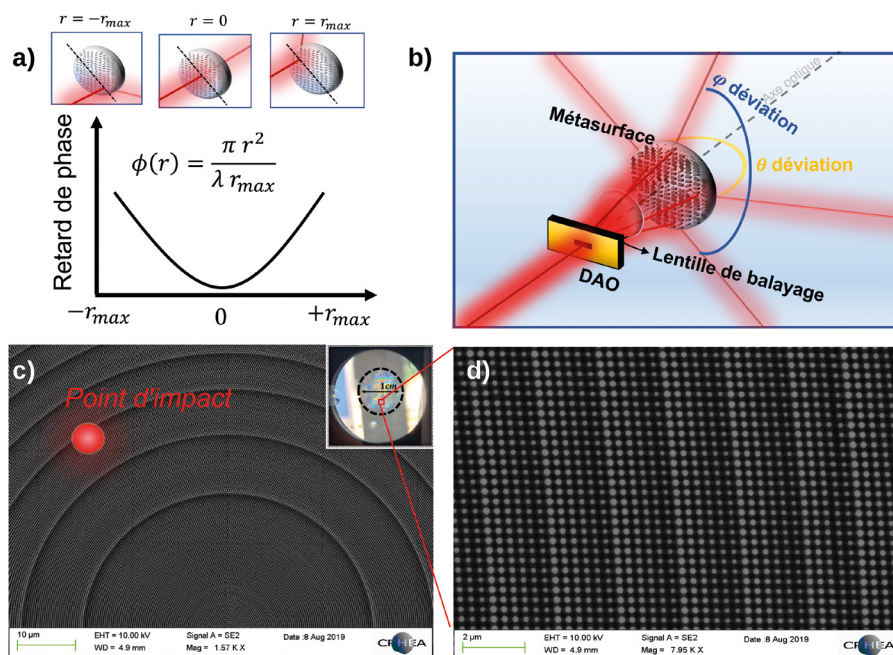 a)
r = −r_max
r = 0
r = r_max
Retard de phase
ϕ(r) = π r² / λ r_max
−r_max
0
+r_max
b)
Axe optique
φ déviation
Métasurface
θ déviation
Lentille de balayage
DAO
c)
Point d'impact
1cm
10 µm
EHT = 10.00 kV
WD = 4.9 mm
Signal A = SE2
Mag = 1.57 K X
Date :8 Aug 2019
CRHEA
d)
2 µm
EHT = 10.00 kV
WD = 4.9 mm
Signal A = SE2
Mag = 7.95 K X
Date :8 Aug 2019
CRHEA